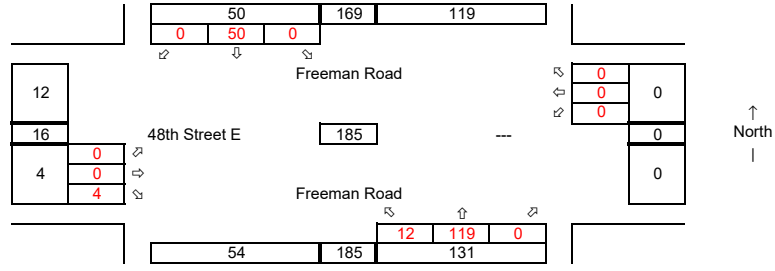 50 169 119
0 50 0
⬃ ⇩ ⬂
Freeman Road
12
⬁ 0
⇦ 0 0
⬃ 0
↑
16 48th Street E 185 --- 0 North
|
0 ⬀
4 0 ⇨ 0
4 ⬂
Freeman Road
⬁ ⇧ ⬀
12 119 0
54 185 131